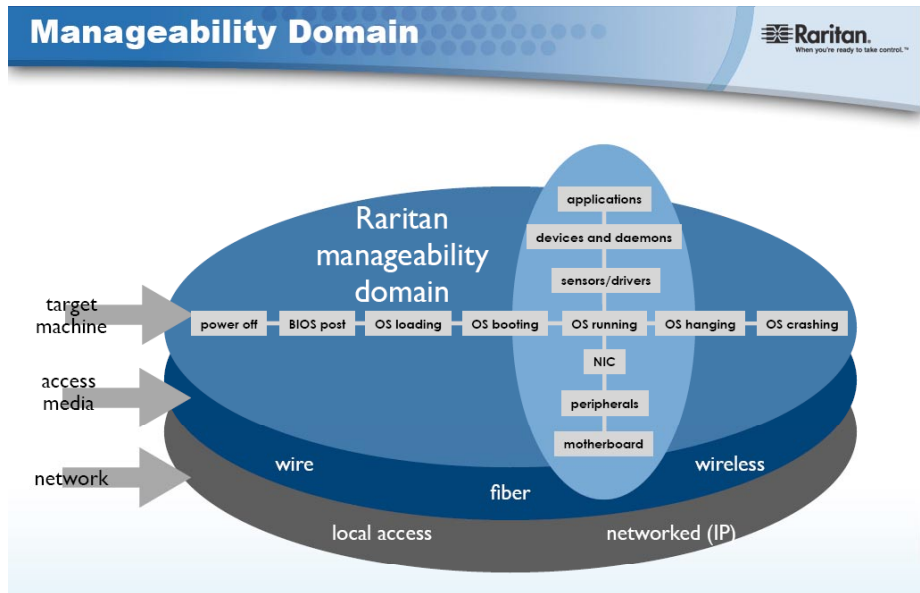 Manageability Domain
Raritan.
When you're ready to take control.™
Raritan
manageability
domain
applications
devices and daemons
sensors/drivers
target
machine
power off
BIOS post
OS loading
OS booting
OS running
OS hanging
OS crashing
NIC
access
media
peripherals
motherboard
wire
fiber
wireless
network
local access
networked (IP)